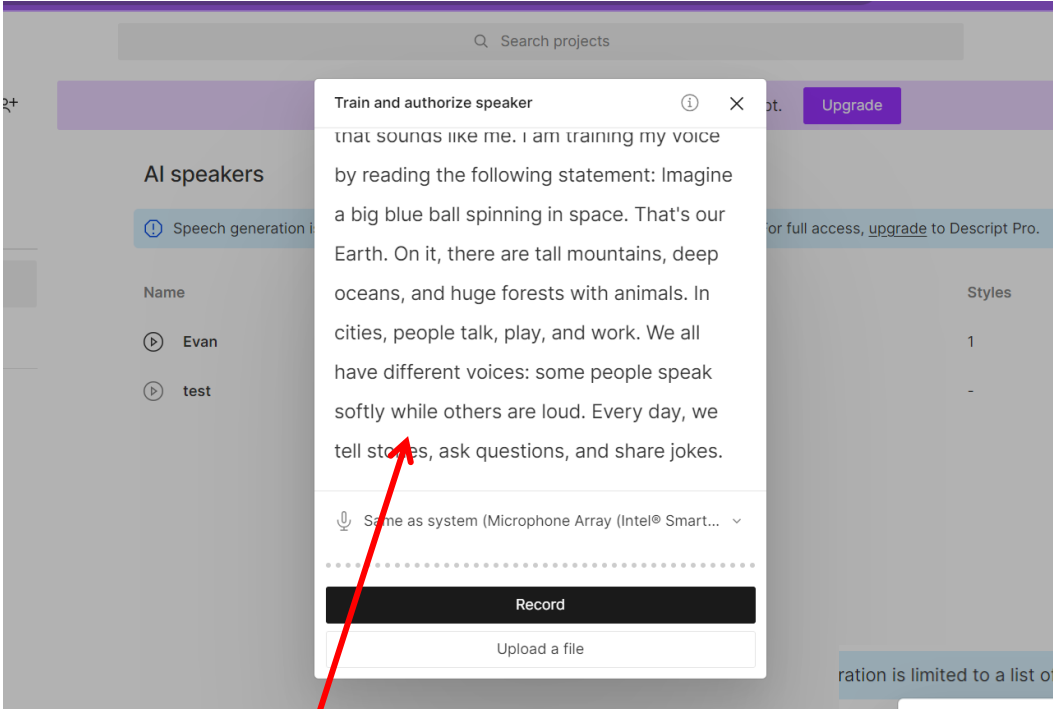 Search projects
ot.
Upgrade
Train and authorize speaker
that sounds like me. I am training my voice
by reading the following statement: Imagine
a big blue ball spinning in space. That's our
Earth. On it, there are tall mountains, deep
oceans, and huge forests with animals. In
cities, people talk, play, and work. We all
have different voices: some people speak
softly while others are loud. Every day, we
tell stories, ask questions, and share jokes.
Same as system (Microphone Array (Intel® Smart...
Record
Upload a file
AI speakers
Speech generation i
or full access, upgrade to Descript Pro.
Name
Styles
Evan
1
test
-
ration is limited to a list o